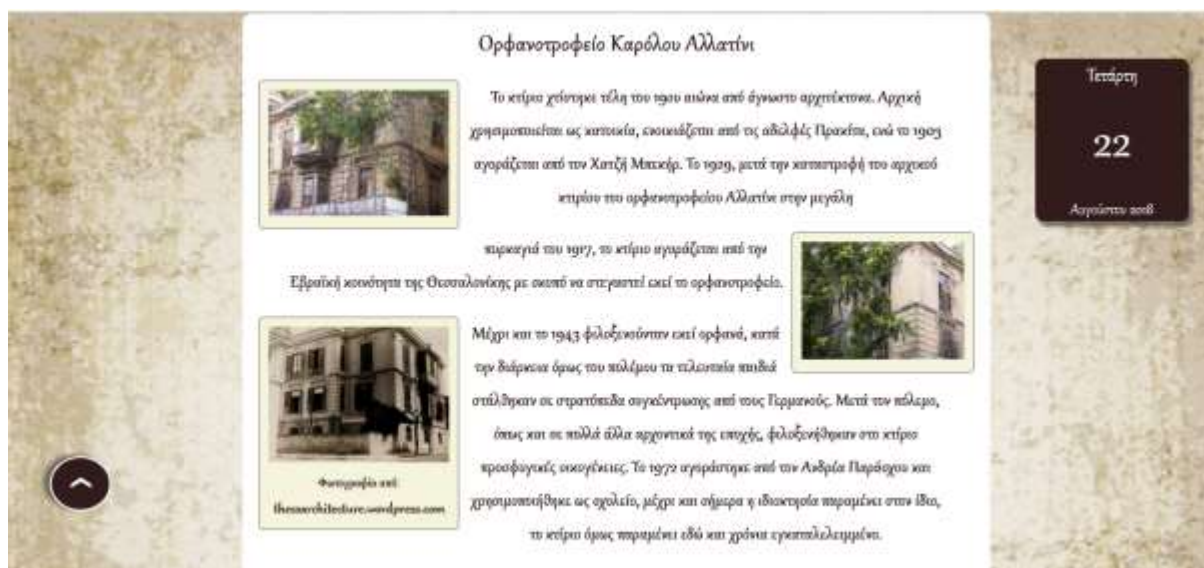 Ορφανοτροφείο Καρόλου Αλλατίνι
Το κτίριο χτίστηκε τέλη του 19ου αιώνα από άγνωστο αρχιτέκτονα. Αρχική
χρησιμοποιείται ως κατοικία, ενοικιάζεται από τις αδελφές Πρακίτε, ενώ το 1905
αγοράζεται από τον Χατζή Μπεκήρ. Το 1929, μετά την καταστροφή του αρχικού
κτιρίου του ορφανοτροφείου Αλλατίνι στην μεγάλη
πυρκαγιά του 1917, το κτίριο αγοράζεται από την
Εβραϊκή κοινότητα της Θεσσαλονίκης με σκοπό να στεγαστεί εκεί το ορφανοτροφείο.
Μέχρι και το 1943 φιλοξενούνταν εκεί ορφανά, κατά
την διάρκεια όμως του πολέμου τα τελευταία παιδιά
στάλθηκαν σε στρατόπεδα συγκέντρωσης από τους Γερμανούς. Μετά τον πόλεμο,
όπως και σε πολλά άλλα αρχοντικά της εποχής, φιλοξενήθηκαν στο κτίριο
προσφυγικές οικογένειες. Το 1972 αγοράστηκε από τον Ανδρέα Παράσχου και
χρησιμοποιήθηκε ως σχολείο, μέχρι και σήμερα η ιδιοκτησία παραμένει στον ίδιο,
το κτίριο όμως παραμένει εδώ και χρόνια εγκαταλελειμμένο.
Φωτογραφία από:
thessarchitecture.wordpress.com
Τετάρτη
22
Αυγούστου 2018